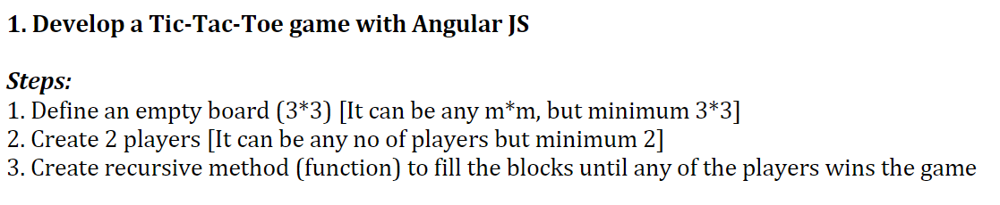 1. Develop a Tic-Tac-Toe game with Angular JS
Steps:
1. Define an empty board (3*3) [It can be any m*m, but minimum 3*3]
2. Create 2 players [It can be any no of players but minimum 2]
3. Create recursive method (function) to fill the blocks until any of the players wins the game